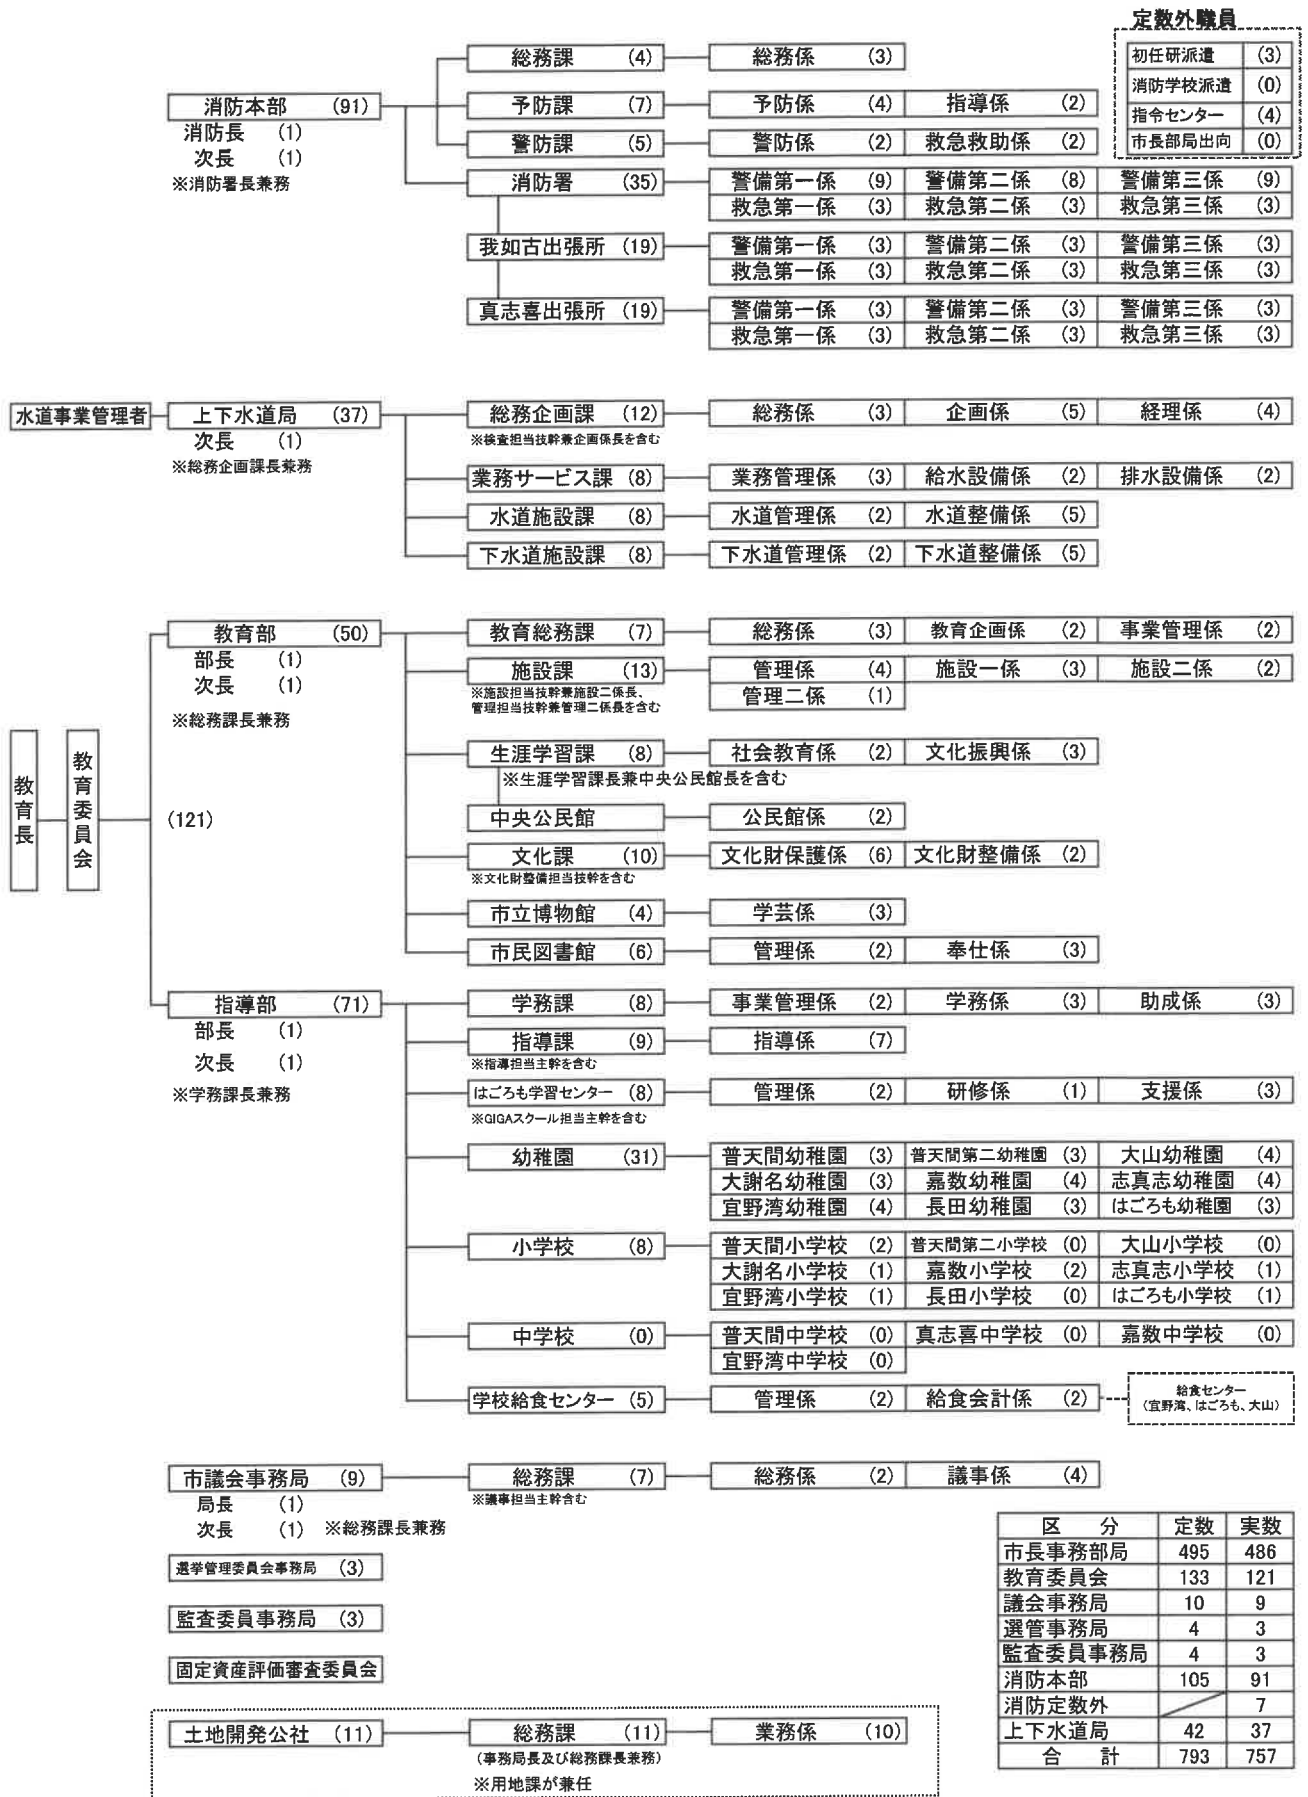 定数外職員
初任研派遣 (3)
消防学校派遣 (0)
指令センター (4)
市長部局出向 (0)
総務課 (4) 総務係 (3)
消防本部 (91) 予防課 (7) 予防係 (4) 指導係 (2)
消防長 (1)
次長 (1)
※消防署長兼務
警防課 (5) 警防係 (2) 救急救助係 (2)
消防署 (35) 警備第一係 (9) 警備第二係 (8) 警備第三係 (9)
救急第一係 (3) 救急第二係 (3) 救急第三係 (3)
我如古出張所 (19) 警備第一係 (3) 警備第二係 (3) 警備第三係 (3)
救急第一係 (3) 救急第二係 (3) 救急第三係 (3)
真志喜出張所 (19) 警備第一係 (3) 警備第二係 (3) 警備第三係 (3)
救急第一係 (3) 救急第二係 (3) 救急第三係 (3)
水道事業管理者 上下水道局 (37) 総務企画課 (12) 総務係 (3) 企画係 (5) 経理係 (4)
次長 (1) ※検査担当技幹兼企画係長を含む
※総務企画課長兼務
業務サービス課 (8) 業務管理係 (3) 給水設備係 (2) 排水設備係 (2)
水道施設課 (8) 水道管理係 (2) 水道整備係 (5)
下水道施設課 (8) 下水道管理係 (2) 下水道整備係 (5)
教育長
教育委員会
(121)
教育部 (50) 教育総務課 (7) 総務係 (3) 教育企画係 (2) 事業管理係 (2)
部長 (1)
次長 (1)
※総務課長兼務
施設課 (13) 管理係 (4) 施設一係 (3) 施設二係 (2)
※施設担当技幹兼施設二係長、
管理担当技幹兼管理二係長を含む
管理二係 (1)
生涯学習課 (8) 社会教育係 (2) 文化振興係 (3)
※生涯学習課長兼中央公民館長を含む
中央公民館 公民館係 (2)
文化課 (10) 文化財保護係 (6) 文化財整備係 (2)
※文化財整備担当技幹を含む
市立博物館 (4) 学芸係 (3)
市民図書館 (6) 管理係 (2) 奉仕係 (3)
指導部 (71) 学務課 (8) 事業管理係 (2) 学務係 (3) 助成係 (3)
部長 (1)
次長 (1)
※学務課長兼務
指導課 (9) 指導係 (7)
※指導担当主幹を含む
はごろも学習センター (8) 管理係 (2) 研修係 (1) 支援係 (3)
※GIGAスクール担当主幹を含む
幼稚園 (31) 普天間幼稚園 (3) 普天間第二幼稚園 (3) 大山幼稚園 (4)
大謝名幼稚園 (3) 嘉数幼稚園 (4) 志真志幼稚園 (4)
宜野湾幼稚園 (4) 長田幼稚園 (3) はごろも幼稚園 (3)
小学校 (8) 普天間小学校 (2) 普天間第二小学校 (0) 大山小学校 (0)
大謝名小学校 (1) 嘉数小学校 (2) 志真志小学校 (1)
宜野湾小学校 (1) 長田小学校 (0) はごろも小学校 (1)
中学校 (0) 普天間中学校 (0) 真志喜中学校 (0) 嘉数中学校 (0)
宜野湾中学校 (0)
学校給食センター (5) 管理係 (2) 給食会計係 (2)
給食センター
(宜野湾、はごろも、大山)
市議会事務局 (9) 総務課 (7) 総務係 (2) 議事係 (4)
局長 (1) ※議事担当主幹含む
次長 (1) ※総務課長兼務
選挙管理委員会事務局 (3)
監査委員事務局 (3)
固定資産評価審査委員会
土地開発公社 (11) 総務課 (11) 業務係 (10)
(事務局長及び総務課長兼務)
※用地課が兼任
区 分 定数 実数
市長事務部局 495 486
教育委員会 133 121
議会事務局 10 9
選管事務局 4 3
監査委員事務局 4 3
消防本部 105 91
消防定数外 7
上下水道局 42 37
合 計 793 757